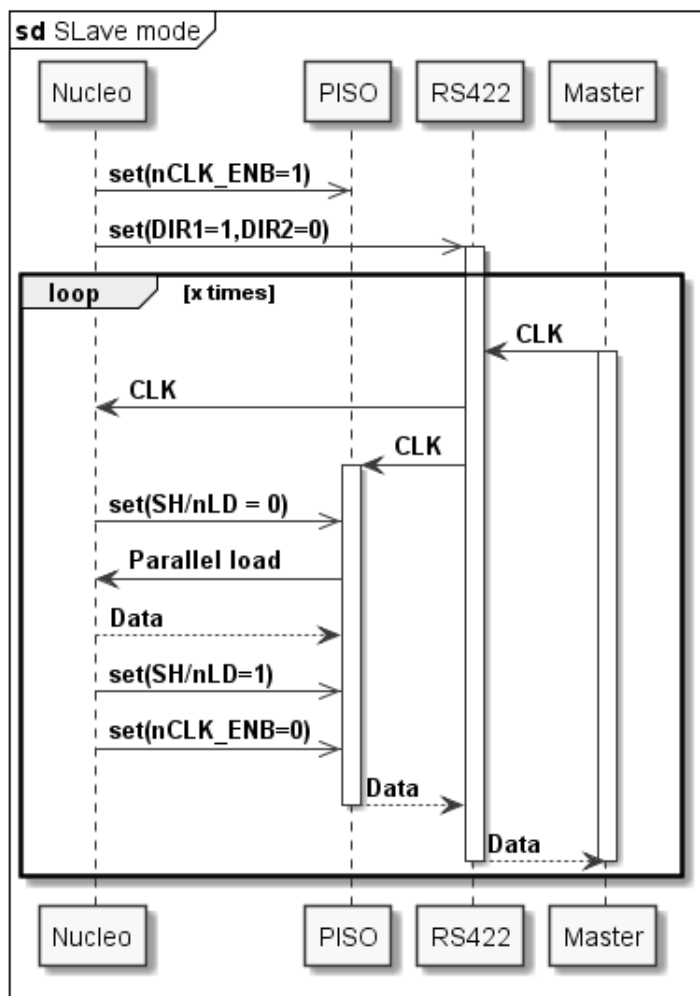 sd SLave mode
Nucleo PISO RS422 Master
set(nCLK_ENB=1)
set(DIR1=1,DIR2=0)
loop [x times]
CLK
CLK
CLK
set(SH/nLD = 0)
Parallel load
Data
set(SH/nLD=1)
set(nCLK_ENB=0)
Data
Data
Nucleo PISO RS422 Master